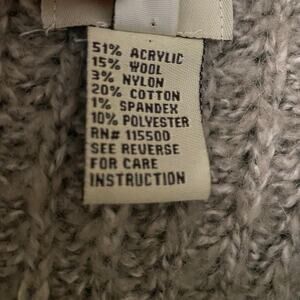 51% ACRYLIC
15% WOOL
3% NYLON
20% COTTON
1% SPANDEX
10% POLYESTER
RN# 115500
SEE REVERSE
FOR CARE
INSTRUCTION